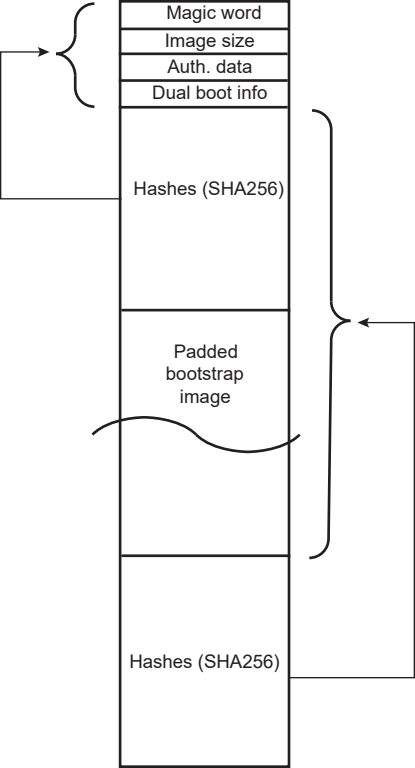 Magic word
Image size
Auth. data
Dual boot info
Hashes (SHA256)
Padded
bootstrap
image
Hashes (SHA256)